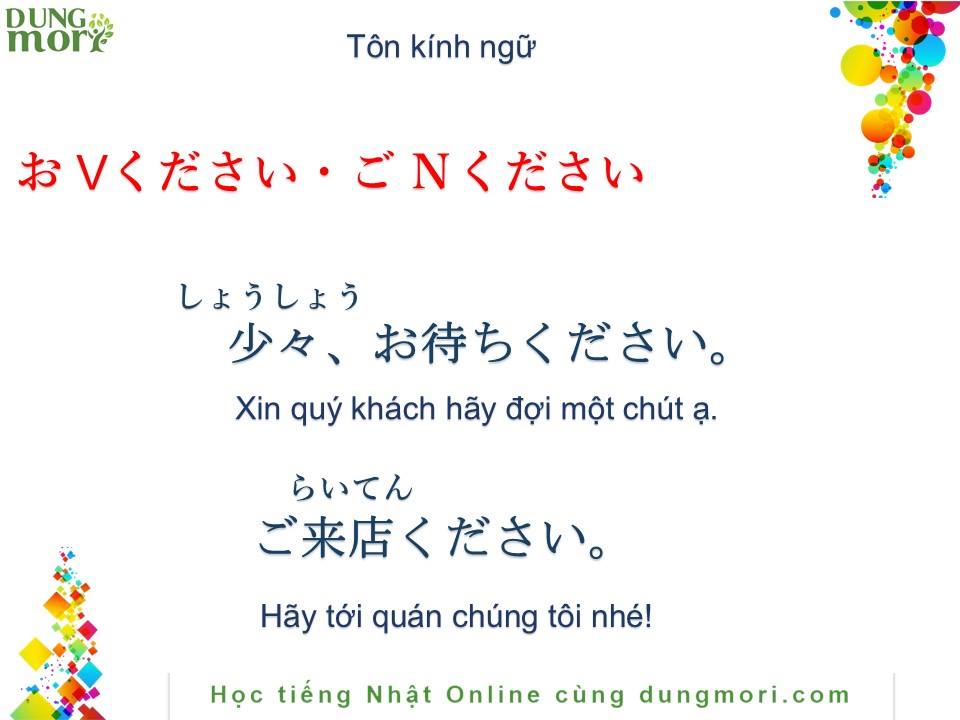 DUNG
mori
Tôn kính ngữ
お Vください・ご Nください
しょうしょう
少々、お待ちください。
Xin quý khách hãy đợi một chút ạ.
らいてん
ご来店ください。
Hãy tới quán chúng tôi nhé!
Học tiếng Nhật Online cùng dungmori.com